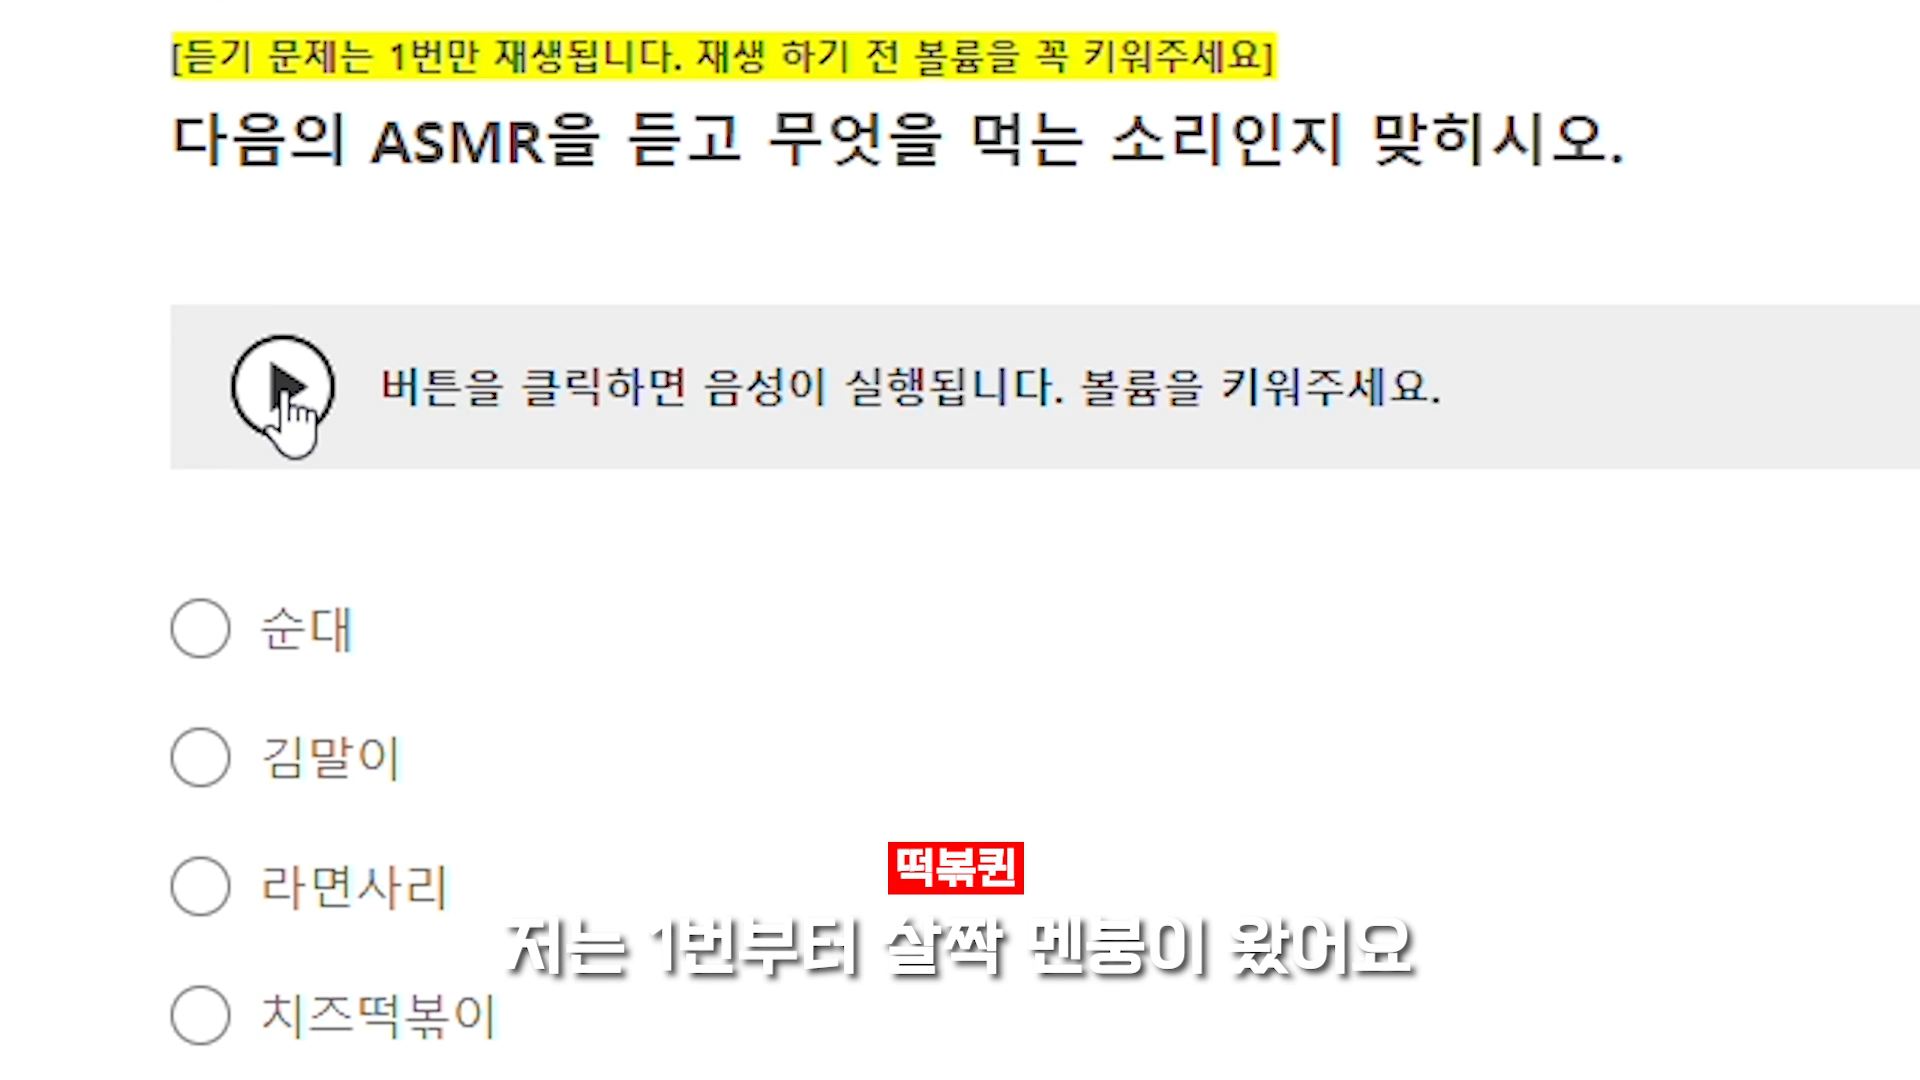 [듣기 문제는 1번만 재생됩니다. 재생 하기 전 볼륨을 꼭 키워주세요]
다음의 ASMR을 듣고 무엇을 먹는 소리인지 맞히시오.
버튼을 클릭하면 음성이 실행됩니다. 볼륨을 키워주세요.
순대
김말이
라면사리
떡볶퀸
저는 1번부터 살짝 멘붕이 왔어요
치즈떡볶이